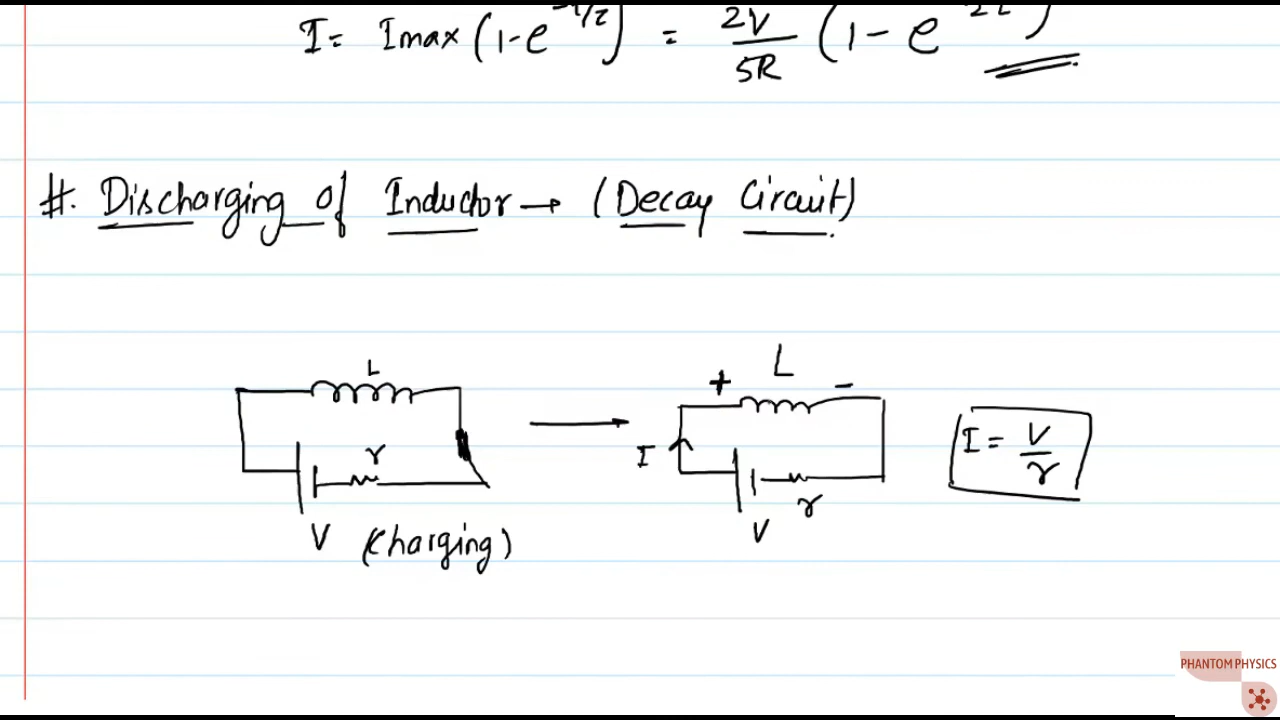 I = Imax (1-e^-t/τ) = 2V/5R (1 - e
#. Discharging of Inductor → (Decay Circuit)
L
r
V (Charging)
+ L -
I
r
V
I = V/r
PHANTOM PHYSICS